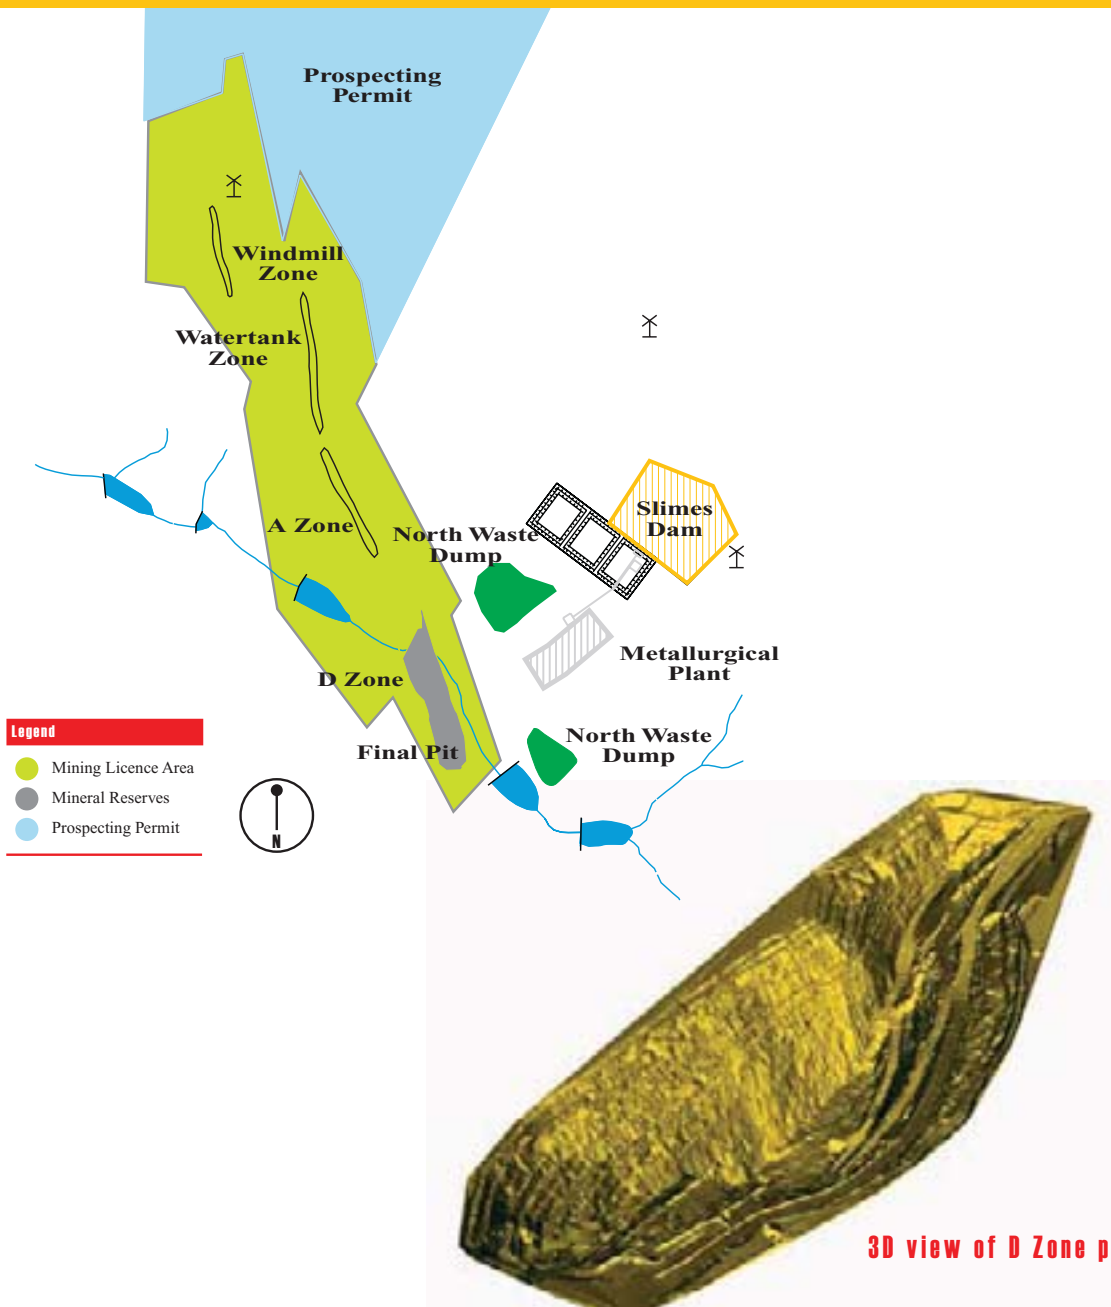 Prospecting
Permit
Windmill
Zone
Watertank
Zone
A Zone
North Waste
Dump
Slimes
Dam
D Zone
Metallurgical
Plant
Final Pit
North Waste
Dump
Legend
Mining Licence Area
Mineral Reserves
Prospecting Permit
N
3D view of D Zone p